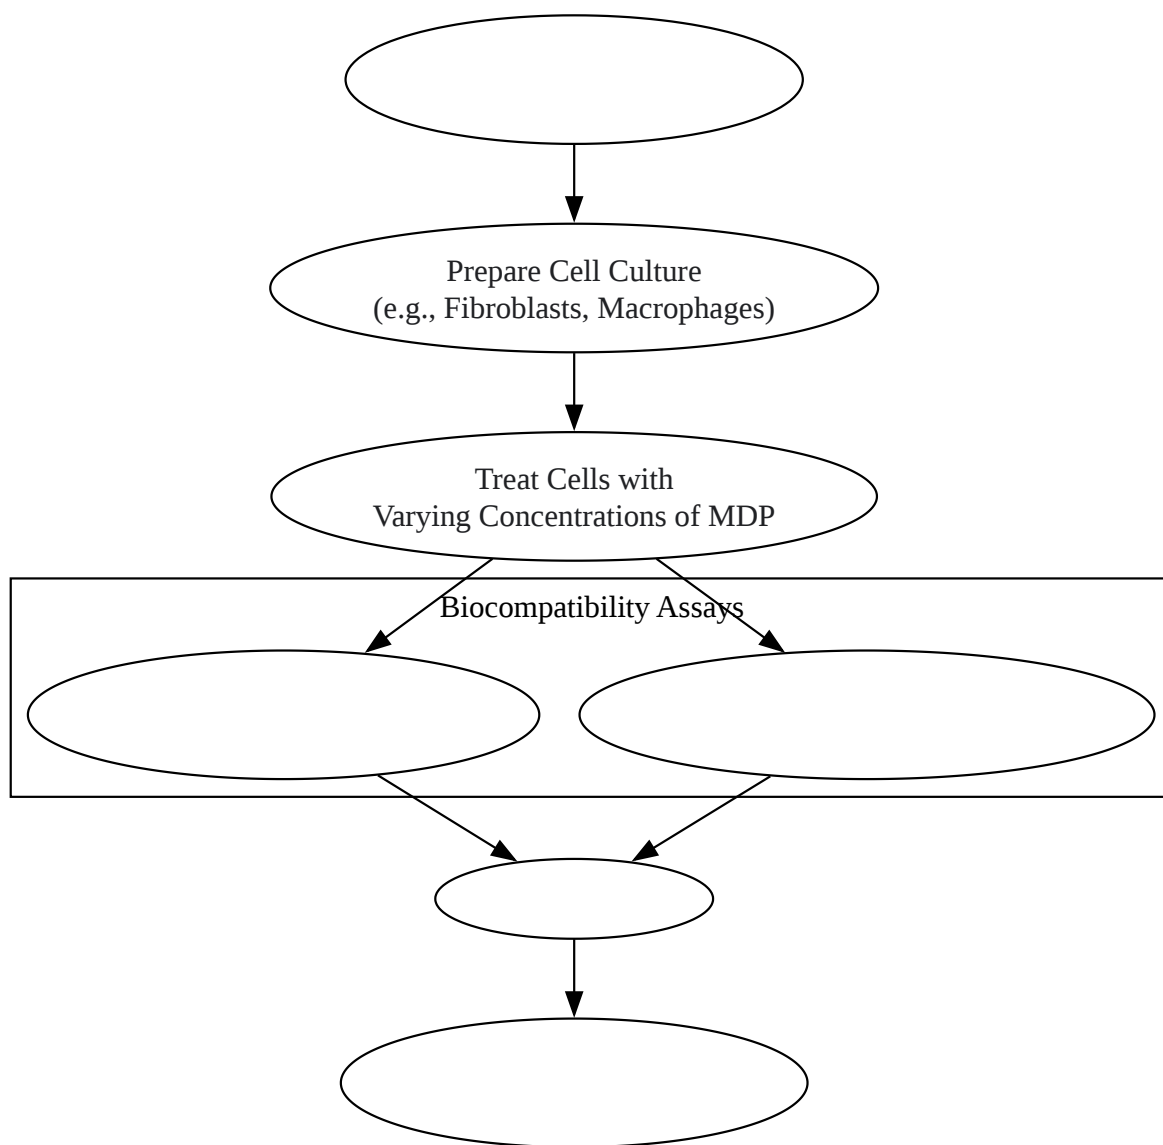 Prepare Cell Culture
(e.g., Fibroblasts, Macrophages)
Treat Cells with
Varying Concentrations of MDP
Biocompatibility Assays